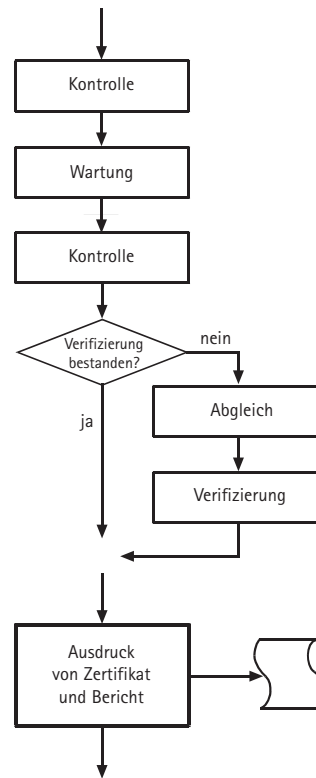 Kontrolle
Wartung
Kontrolle
Verifizierung
bestanden?
nein
ja
Abgleich
Verifizierung
Ausdruck
von Zertifikat
und Bericht